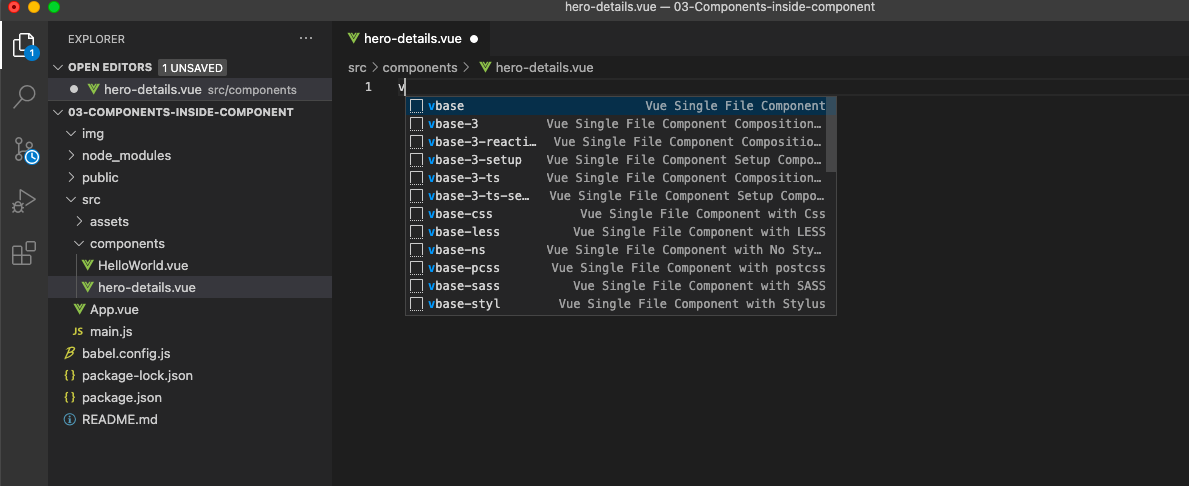 hero-details.vue — 03-Components-inside-component
EXPLORER ...
1
OPEN EDITORS 1 UNSAVED
hero-details.vue src/components
03-COMPONENTS-INSIDE-COMPONENT
img
node_modules
public
src
assets
components
HelloWorld.vue
hero-details.vue
App.vue
JS main.js
babel.config.js
{} package-lock.json
{} package.json
README.md
hero-details.vue
src > components > hero-details.vue
1 v
vbase Vue Single File Component
vbase-3 Vue Single File Component Composition…
vbase-3-reacti… Vue Single File Component Compositio…
vbase-3-setup Vue Single File Component Setup Compo…
vbase-3-ts Vue Single File Component Composition…
vbase-3-ts-se… Vue Single File Component Setup Compo…
vbase-css Vue Single File Component with Css
vbase-less Vue Single File Component with LESS
vbase-ns Vue Single File Component with No Sty…
vbase-pcss Vue Single File Component with postcss
vbase-sass Vue Single File Component with SASS
vbase-styl Vue Single File Component with Stylus